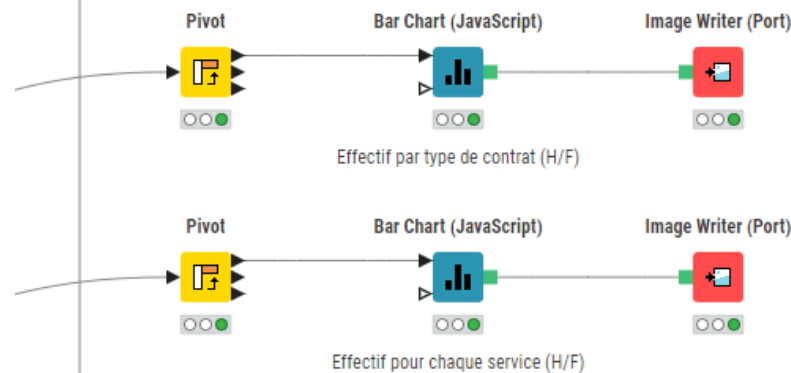 Pivot Bar Chart (JavaScript) Image Writer (Port)
Effectif par type de contrat (H/F)
Pivot Bar Chart (JavaScript) Image Writer (Port)
Effectif pour chaque service (H/F)